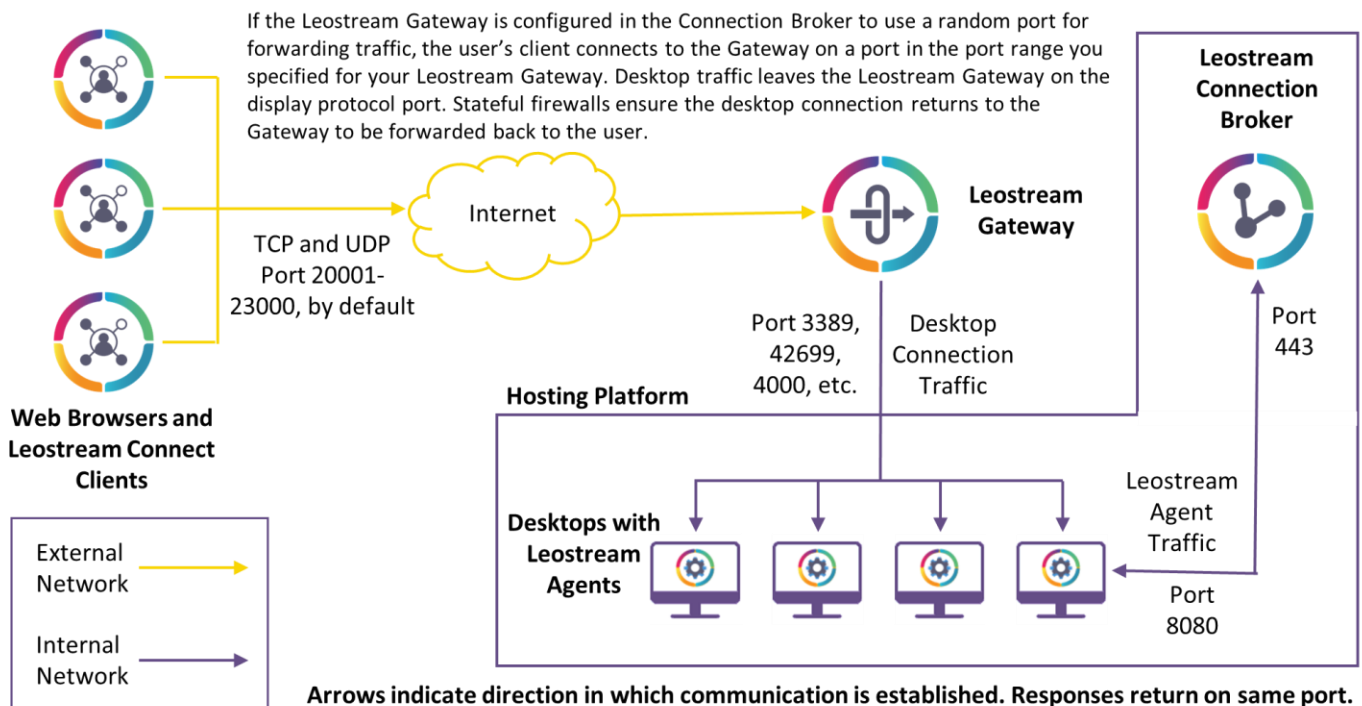 If the Leostream Gateway is configured in the Connection Broker to use a random port for
forwarding traffic, the user's client connects to the Gateway on a port in the port range you
specified for your Leostream Gateway. Desktop traffic leaves the Leostream Gateway on the
display protocol port. Stateful firewalls ensure the desktop connection returns to the
Gateway to be forwarded back to the user.
Leostream
Connection
Broker
Internet
Leostream
Gateway
TCP and UDP
Port 20001-
23000, by default
Port 3389,
42699,
4000, etc.
Desktop
Connection
Traffic
Port
443
Hosting Platform
Web Browsers and
Leostream Connect
Clients
Desktops with
Leostream
Agents
Leostream
Agent
Traffic
Port
8080
External
Network
Internal
Network
Arrows indicate direction in which communication is established. Responses return on same port.